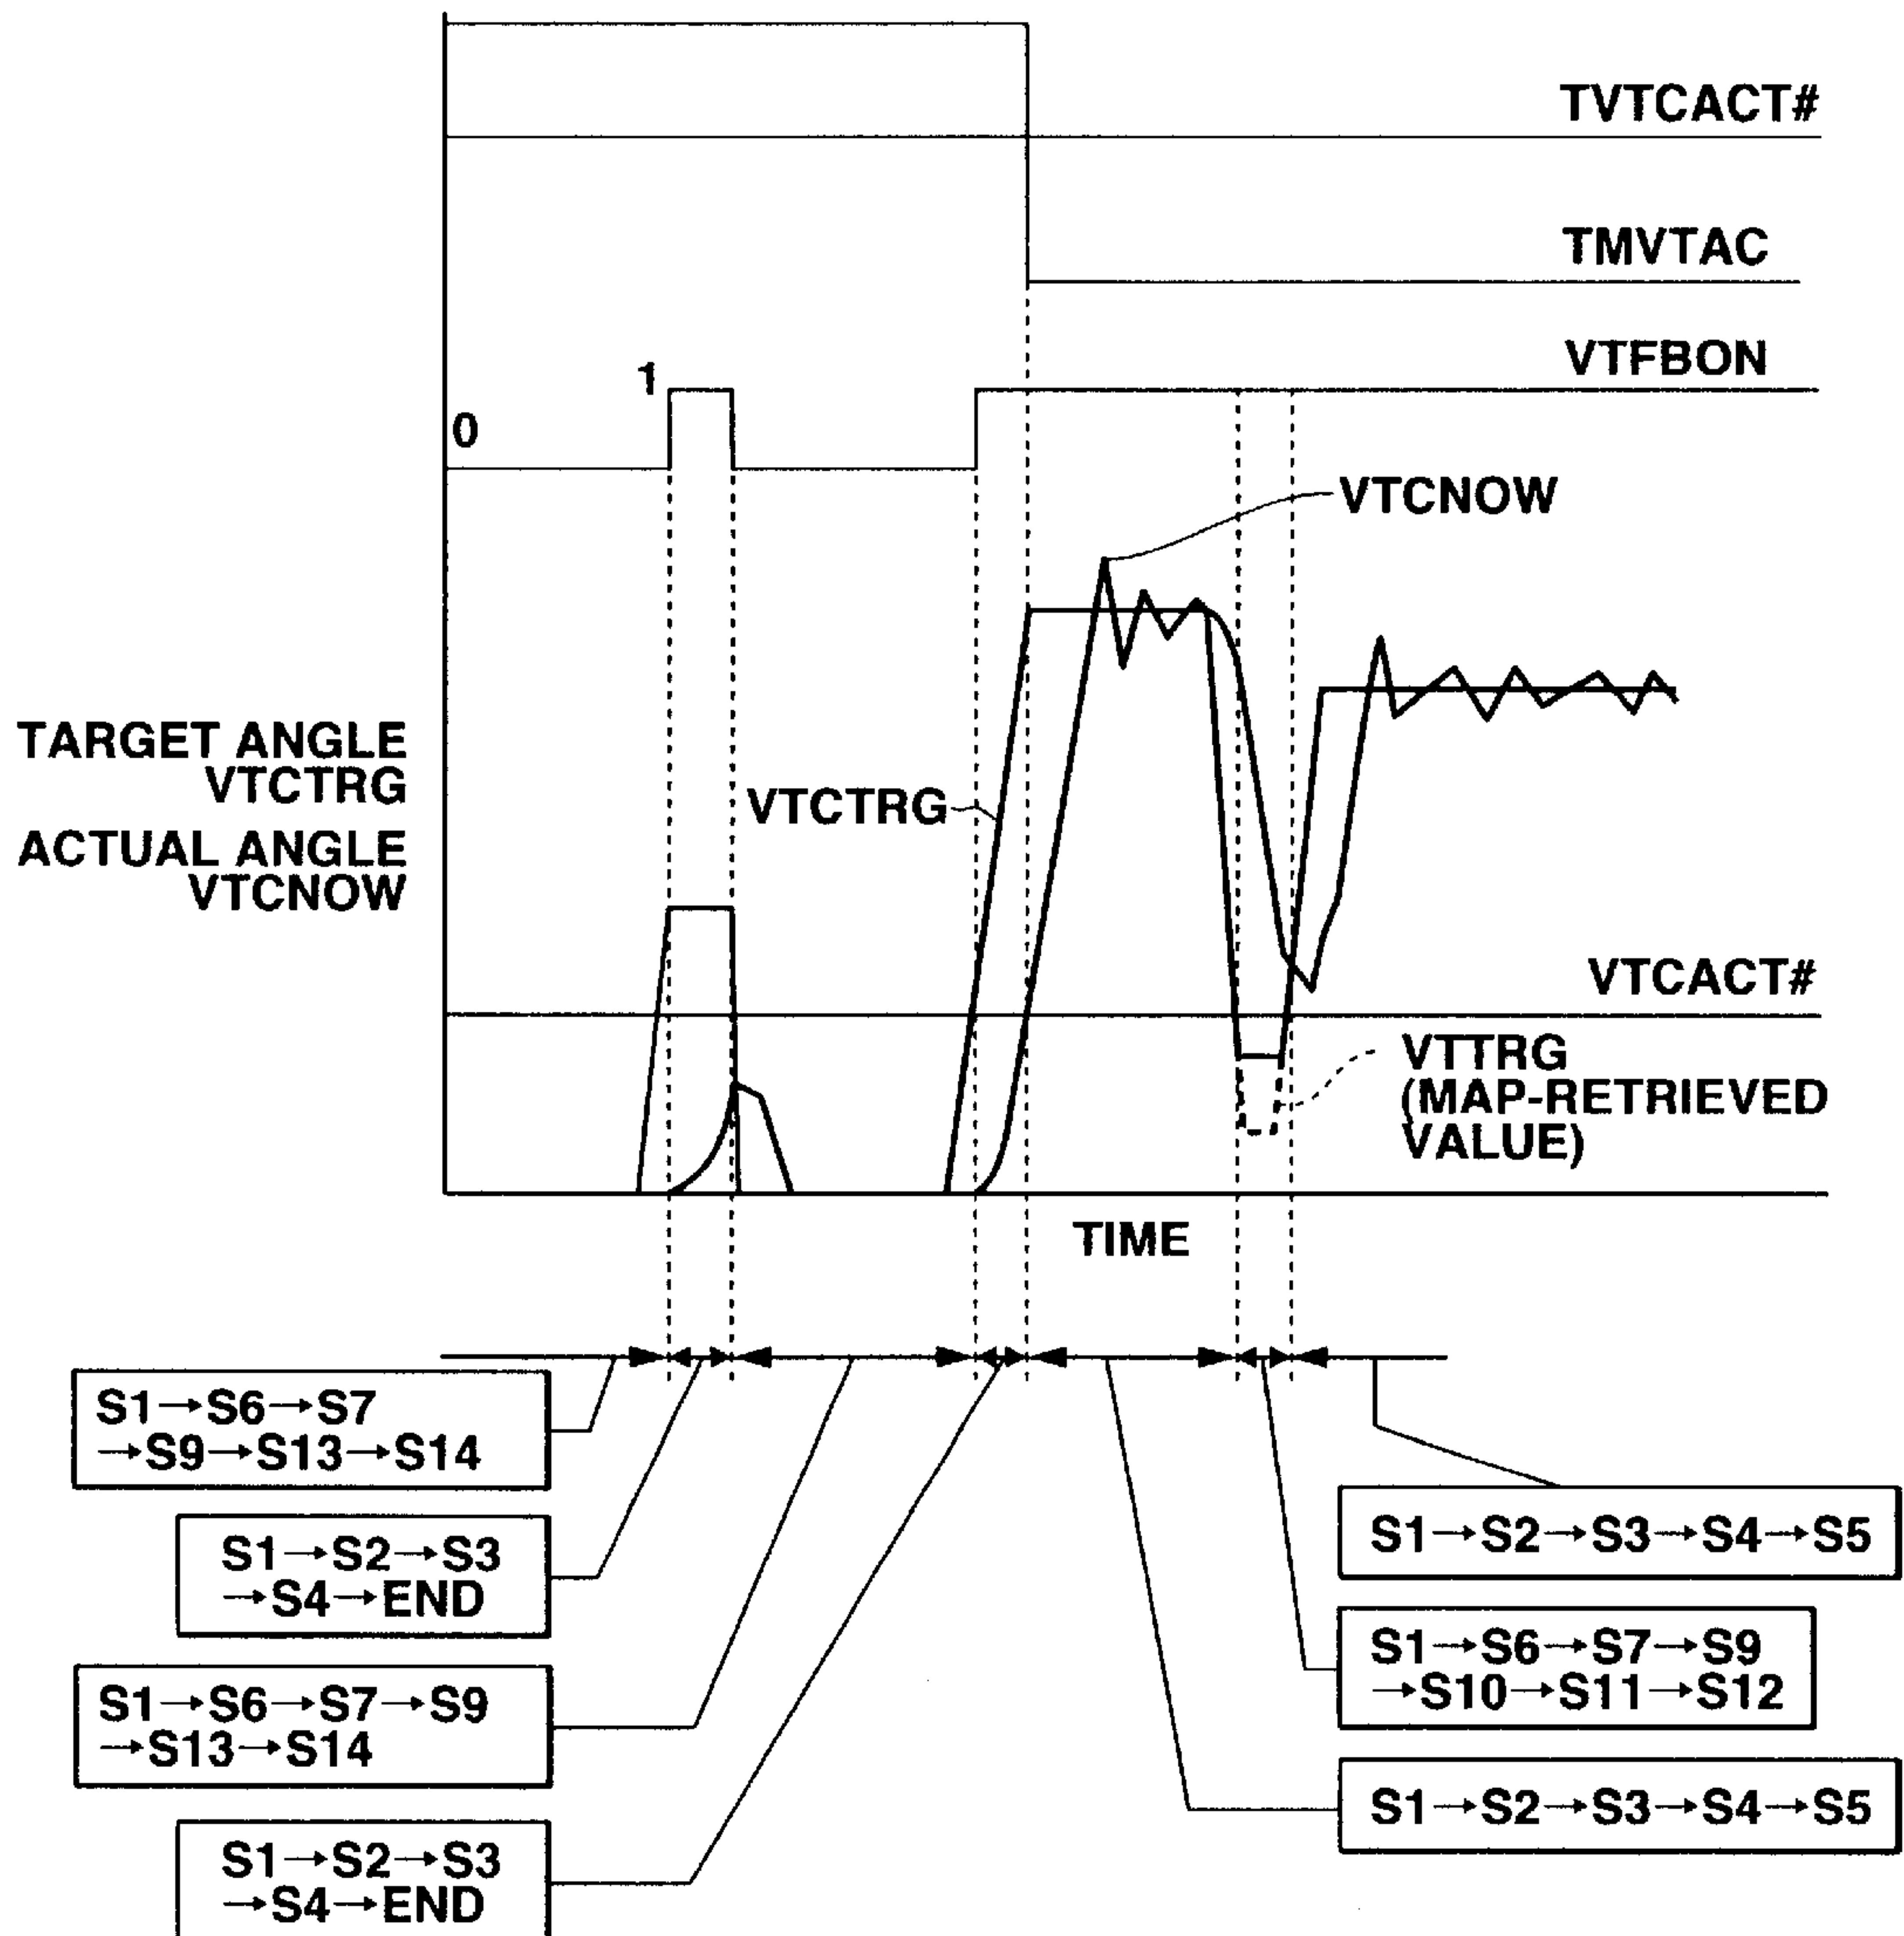 TVTCACT#
TMVTAC
VTFBON
1
0
VTCNOW
TARGET ANGLE
VTCTRG
VTCTRG
ACTUAL ANGLE
VTCNOW
VTCACT#
VTTRG
(MAP-RETRIEVED
VALUE)
TIME
S1→S6→S7
→S9→S13→S14
S1→S2→S3
→S4→END
S1→S6→S7→S9
→S13→S14
S1→S2→S3
→S4→END
S1→S2→S3→S4→S5
S1→S6→S7→S9
→S10→S11→S12
S1→S2→S3→S4→S5